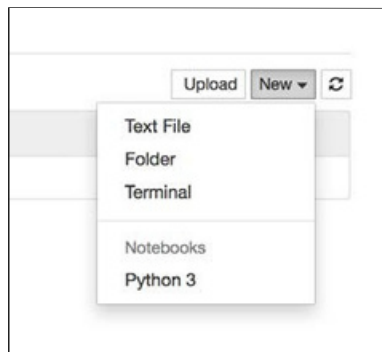 Upload New
Text File
Folder
Terminal
Notebooks
Python 3